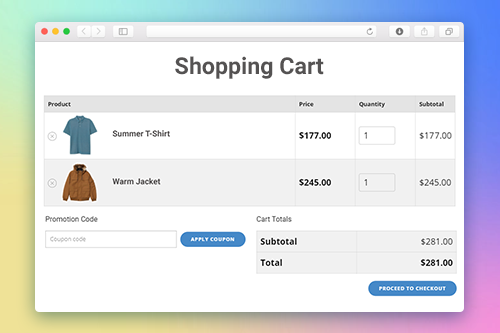 Shopping Cart
Product Price Quantity Subtotal
Summer T-Shirt $177.00 1 $177.00
Warm Jacket $245.00 1 $245.00
Promotion Code
Coupon code APPLY COUPON
Cart Totals
Subtotal $281.00
Total $281.00
PROCEED TO CHECKOUT